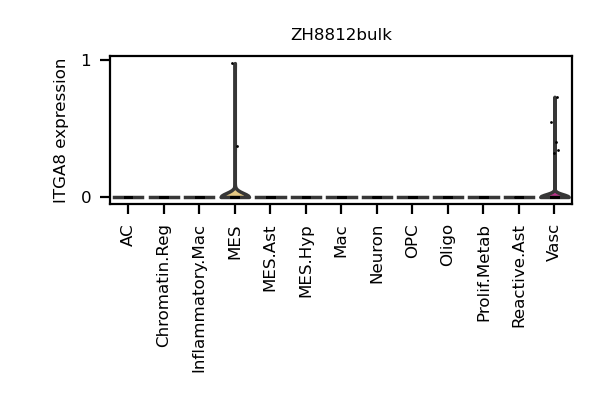 ZH8812bulk
ITGA8 expression
1
0
AC
Chromatin.Reg
Inflammatory.Mac
MES
MES.Ast
MES.Hyp
Mac
Neuron
OPC
Oligo
Prolif.Metab
Reactive.Ast
Vasc